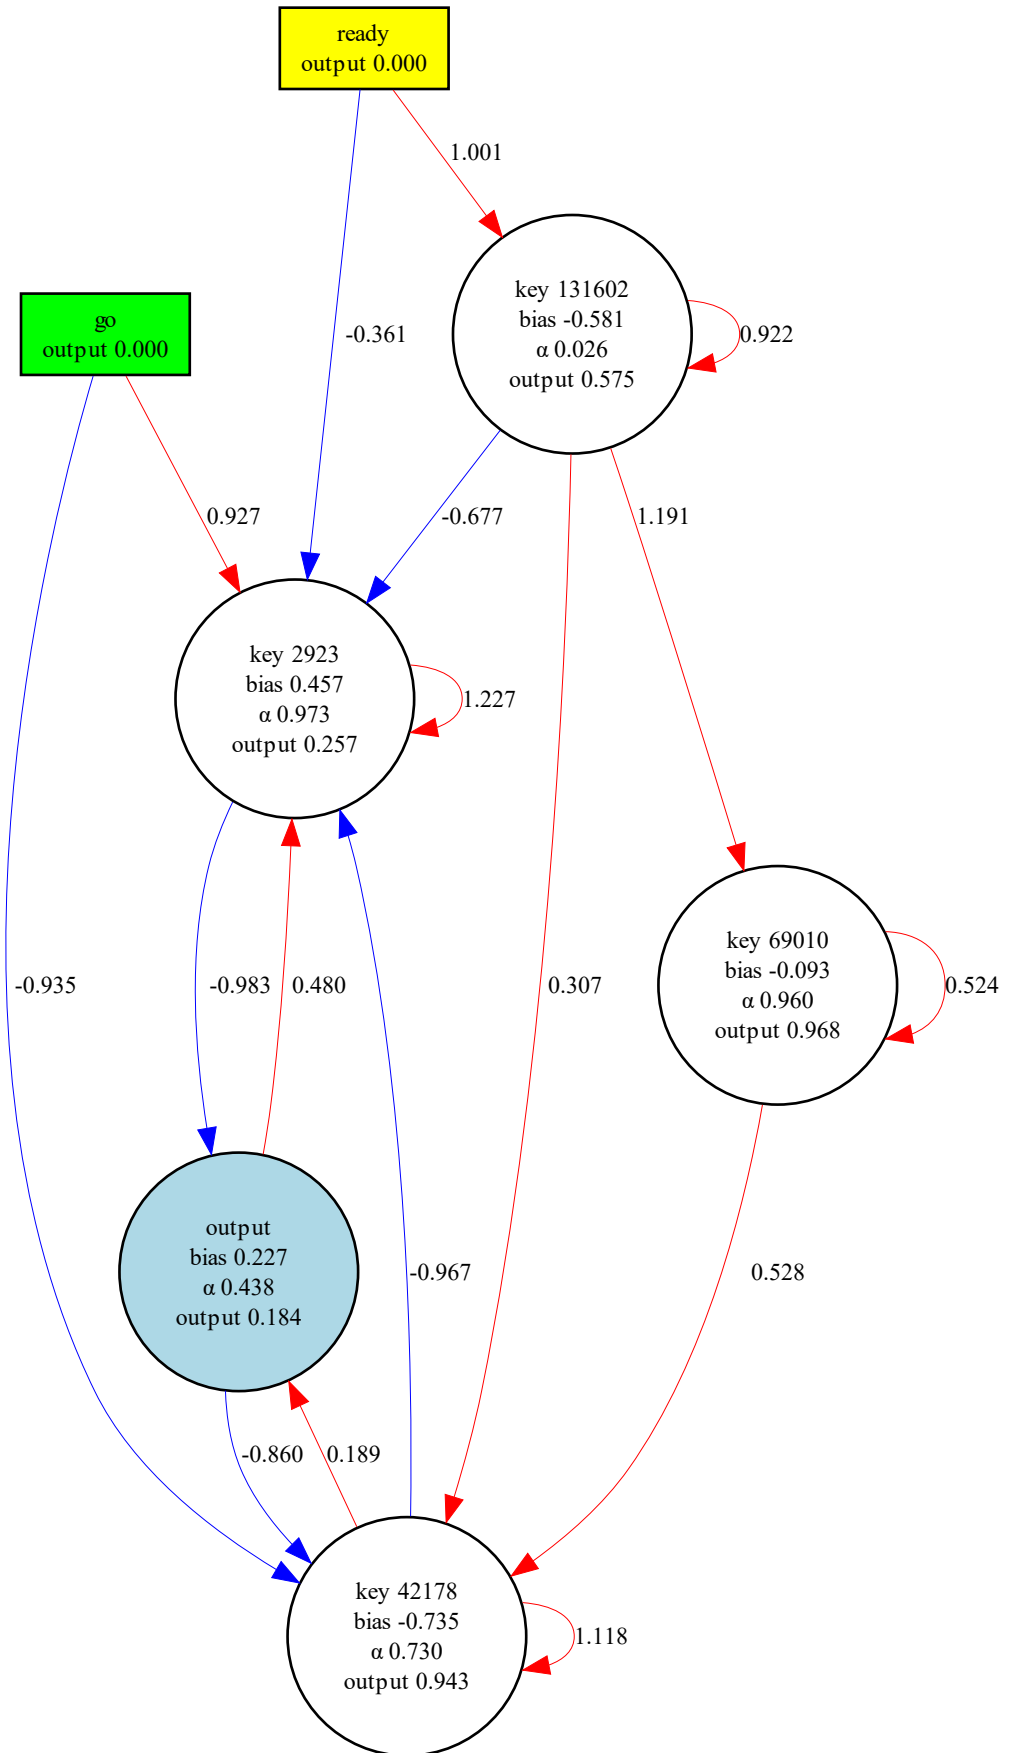 ready
output 0.000
1.001
key 131602
bias -0.581
α 0.026
output 0.575
0.922
-0.361
go
output 0.000
0.927
-0.677
1.191
key 2923
bias 0.457
α 0.973
output 0.257
1.227
key 69010
bias -0.093
α 0.960
output 0.968
0.524
-0.935
-0.983
0.480
0.307
output
bias 0.227
α 0.438
output 0.184
-0.967
0.528
-0.860
0.189
key 42178
bias -0.735
α 0.730
output 0.943
1.118